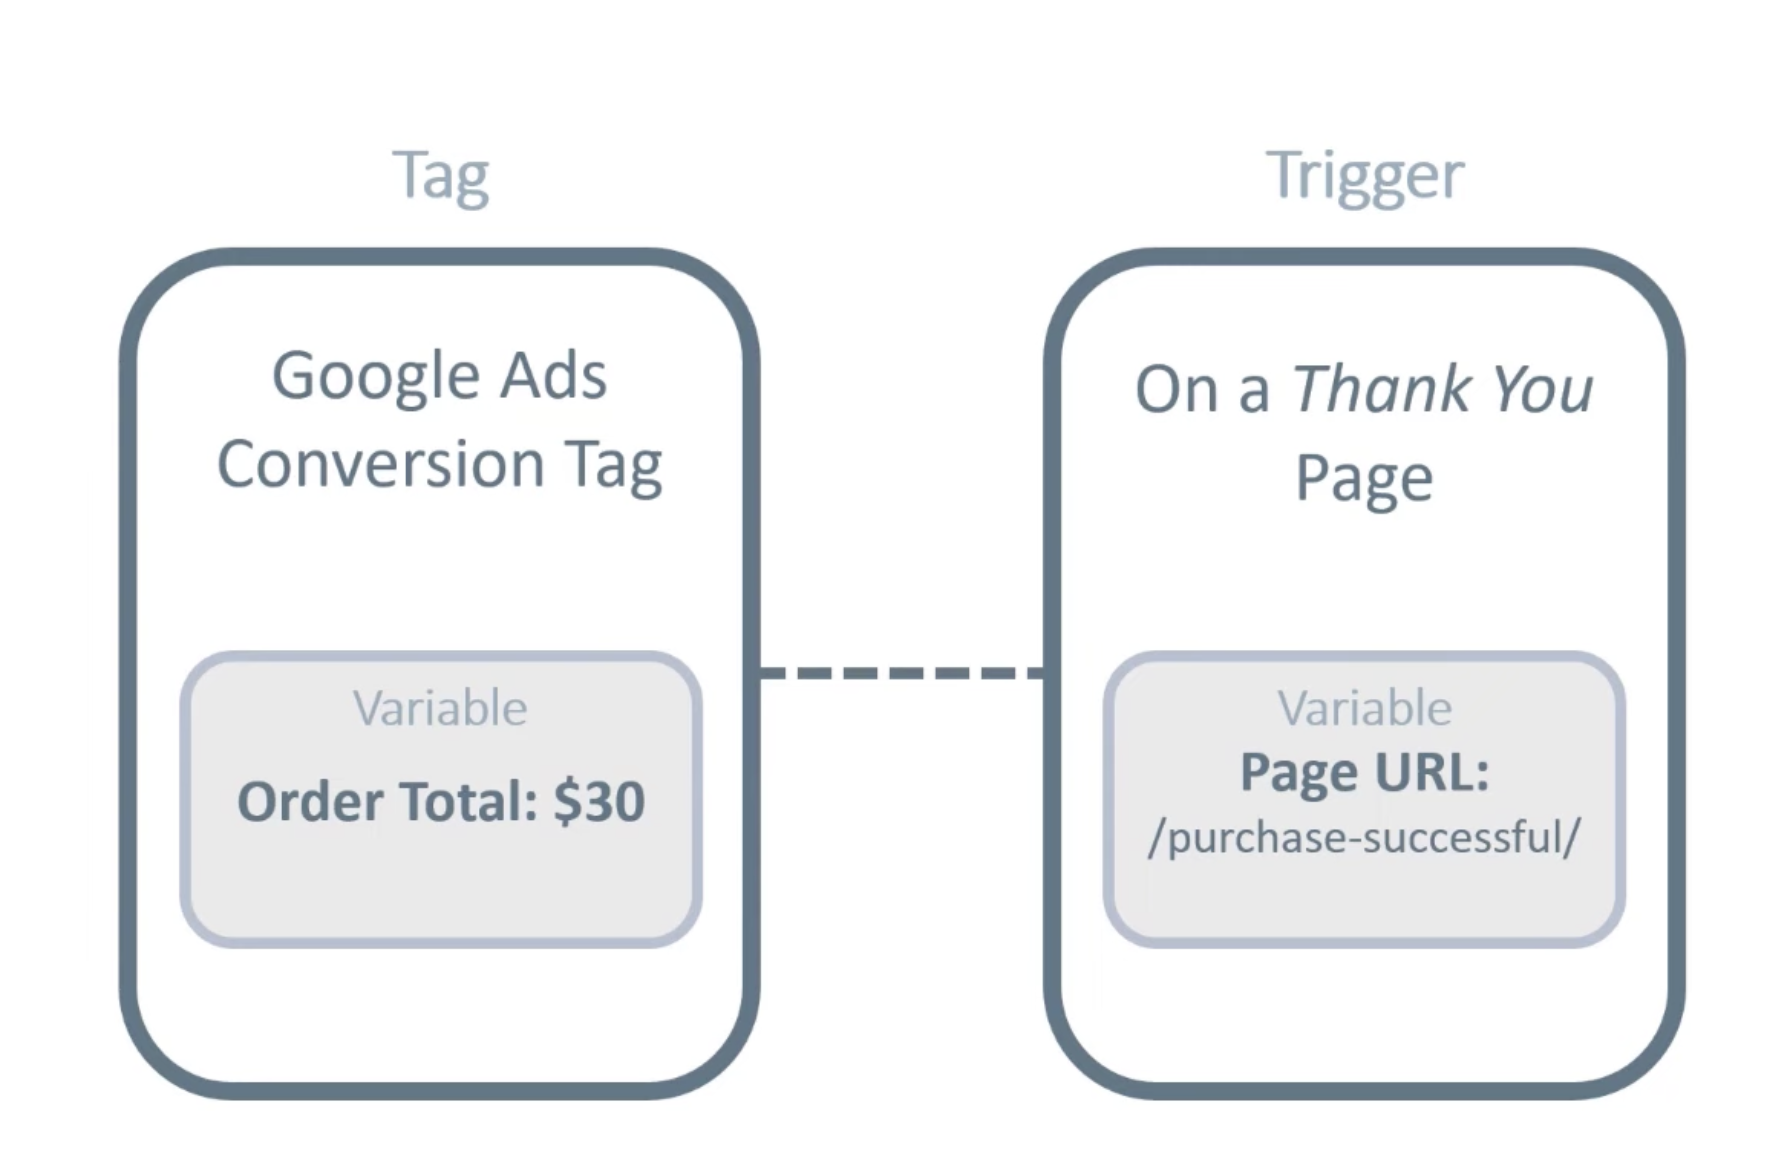 Tag
Google Ads
Conversion Tag
Variable
Order Total: $30
Trigger
On a Thank You
Page
Variable
Page URL:
/purchase-successful/